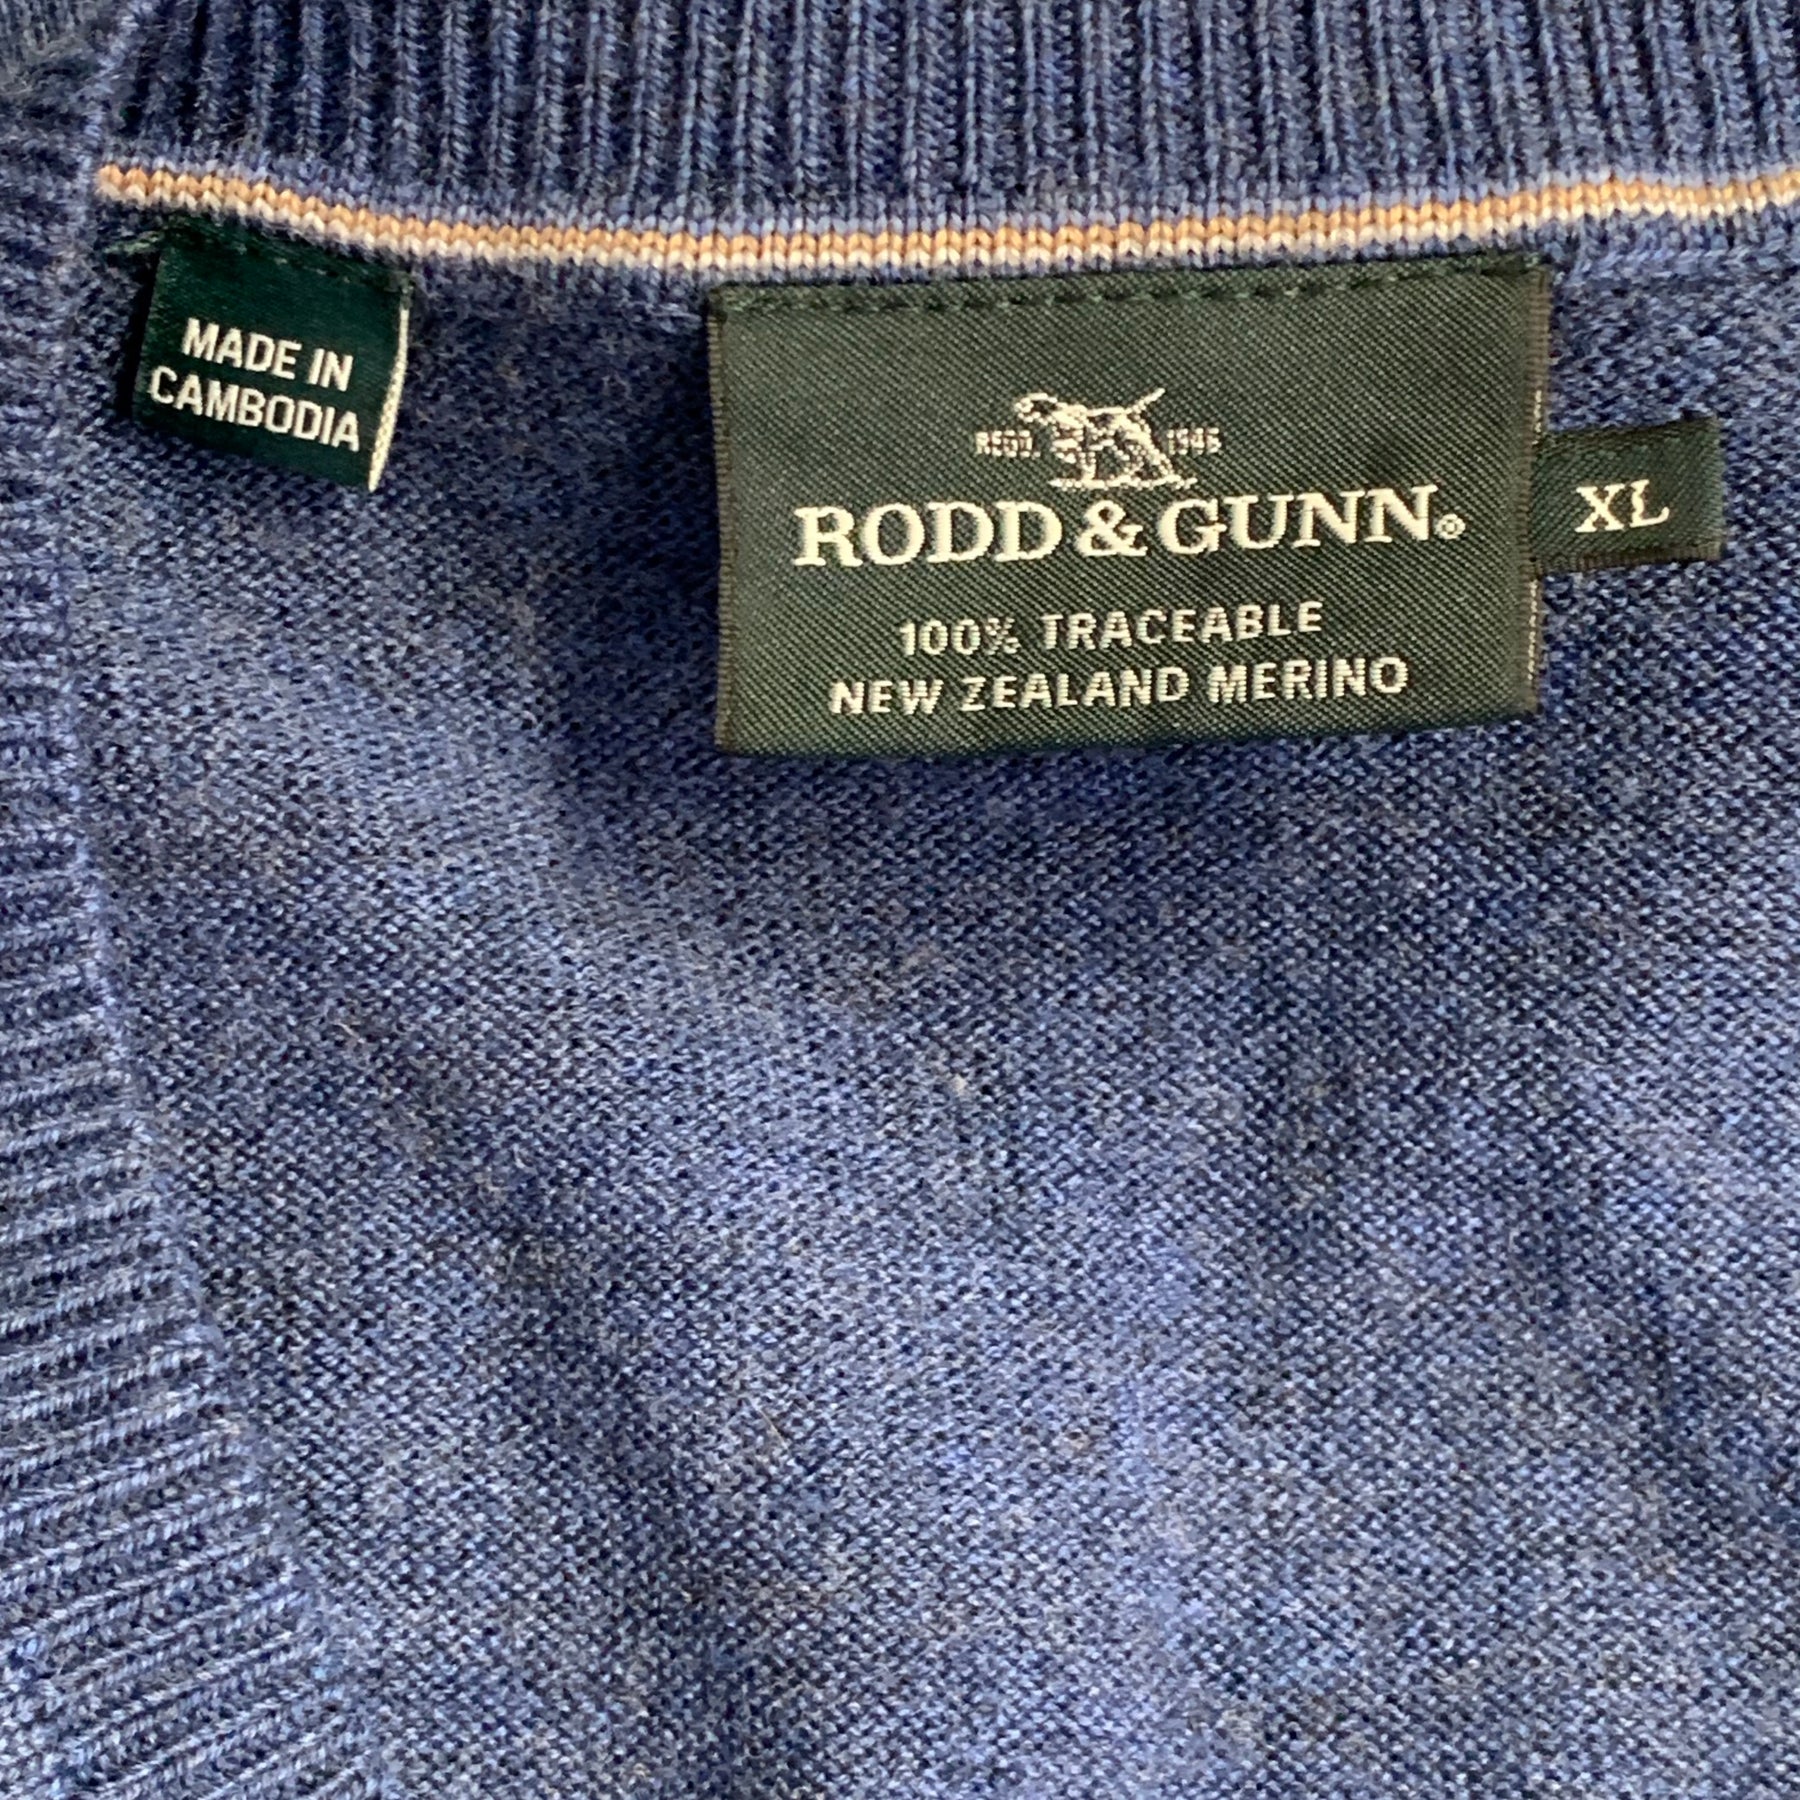 MADE IN
CAMBODIA
REGD. 1946
RODD & GUNN®
XL
100% TRACEABLE
NEW ZEALAND MERINO